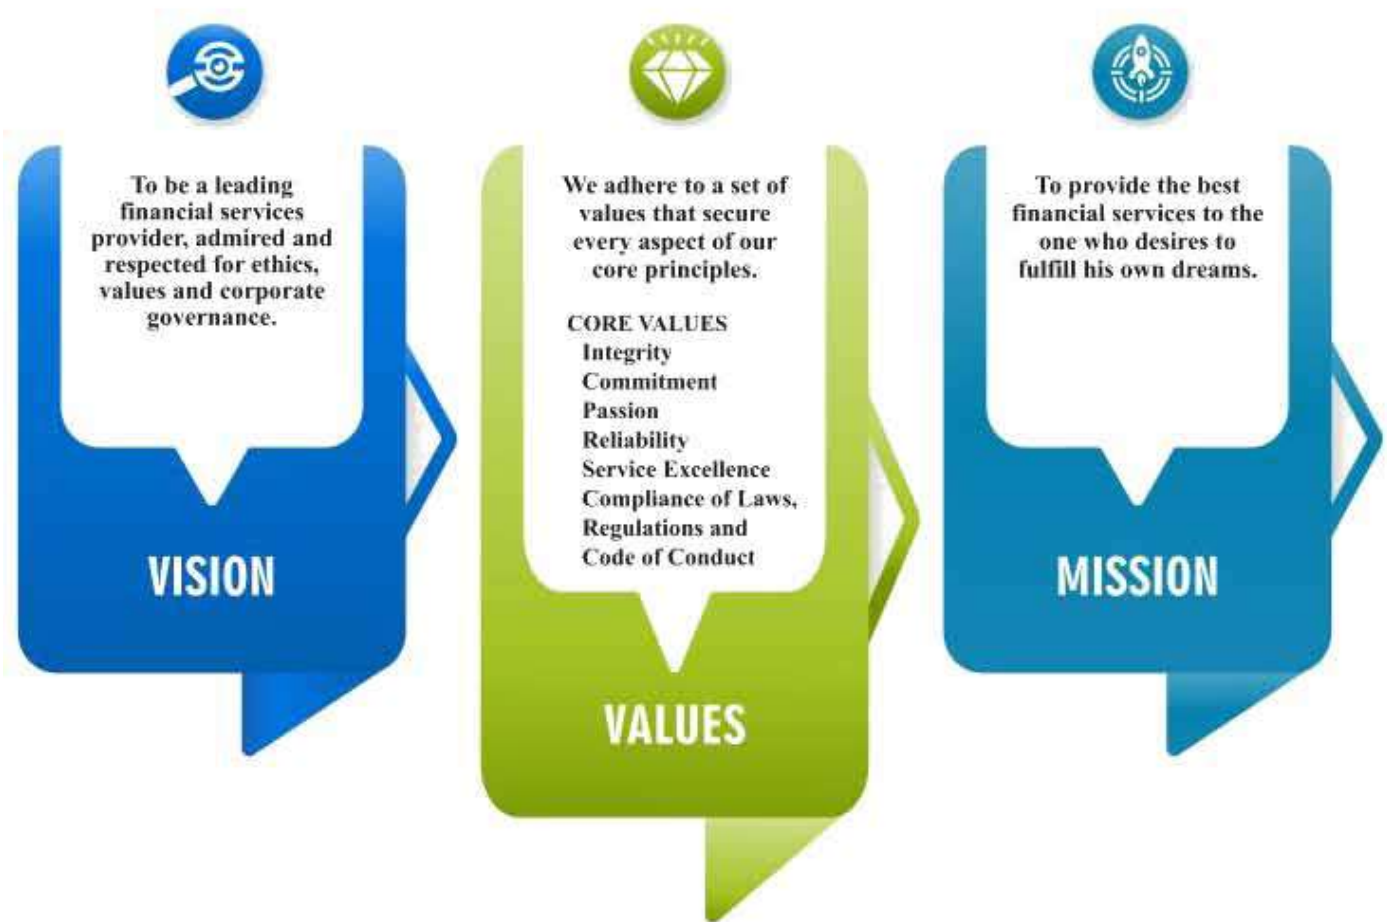 To be a leading
financial services
provider, admired and
respected for ethics,
values and corporate
governance.
VISION
We adhere to a set of
values that secure
every aspect of our
core principles.
CORE VALUES
Integrity
Commitment
Passion
Reliability
Service Excellence
Compliance of Laws,
Regulations and
Code of Conduct
VALUES
To provide the best
financial services to the
one who desires to
fulfill his own dreams.
MISSION